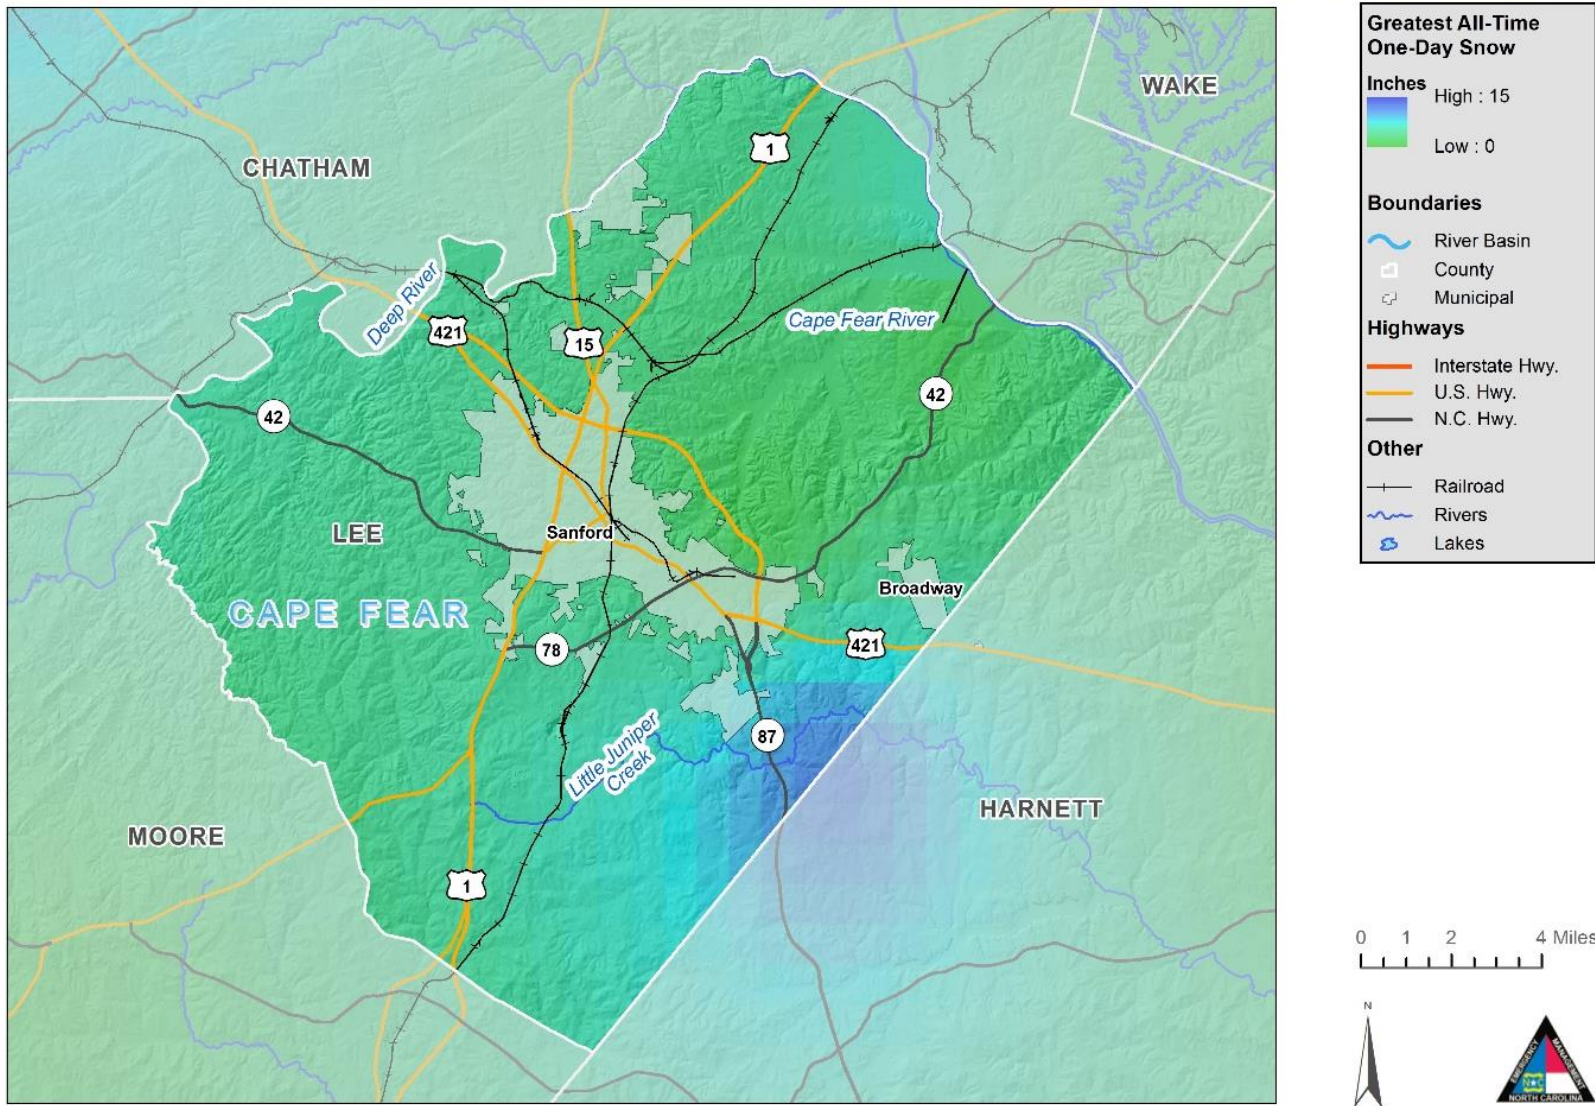 WAKE
CHATHAM
1
Deep River
421
15
Cape Fear River
42
42
LEE
Sanford
Broadway
CAPE FEAR
78
421
Little Juniper
Creek
87
HARNETT
MOORE
1
Greatest All-Time
One-Day Snow
Inches
High : 15
Low : 0
Boundaries
River Basin
County
Municipal
Highways
Interstate Hwy.
U.S. Hwy.
N.C. Hwy.
Other
Railroad
Rivers
Lakes
0 1 2 4 Miles
N
EMERGENCY
MANAGEMENT
N C
NORTH CAROLINA